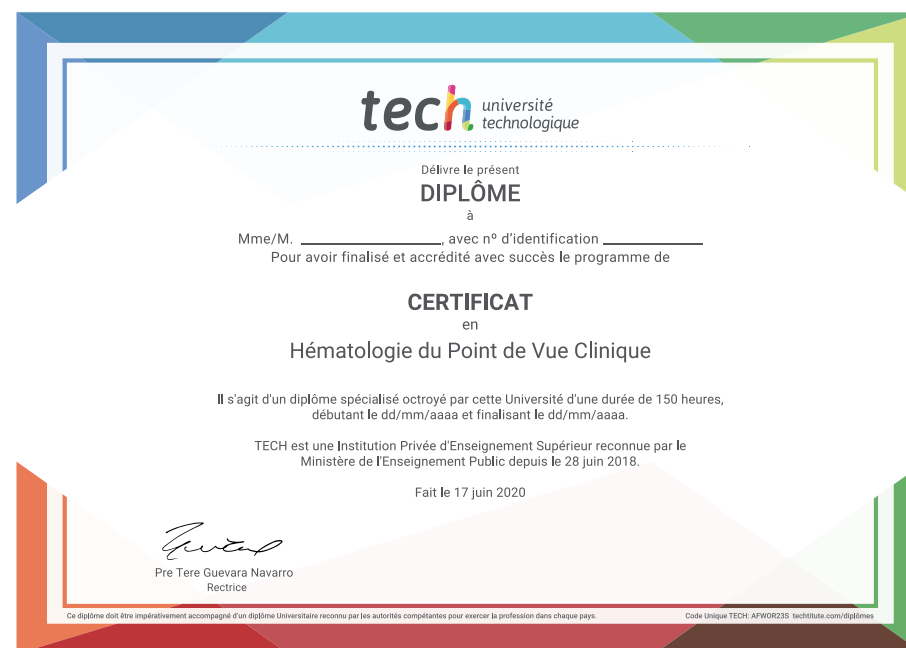 tech université
technologique
Délivre le présent
DIPLÔME
à
Mme/M. ____________________, avec nº d'identification ______________
Pour avoir finalisé et accrédité avec succès le programme de
CERTIFICAT
en
Hématologie du Point de Vue Clinique
Il s'agit d'un diplôme spécialisé octroyé par cette Université d'une durée de 150 heures,
débutant le dd/mm/aaaa et finalisant le dd/mm/aaaa.
TECH est une Institution Privée d'Enseignement Supérieur reconnue par le
Ministère de l'Enseignement Public depuis le 28 juin 2018.
Fait le 17 juin 2020
Pre Tere Guevara Navarro
Rectrice
Ce diplôme doit être impérativement accompagné d'un diplôme Universitaire reconnu par les autorités compétantes pour exercer la profession dans chaque pays.
Code Unique TECH: AFWOR23S techtitute.com/diplômes